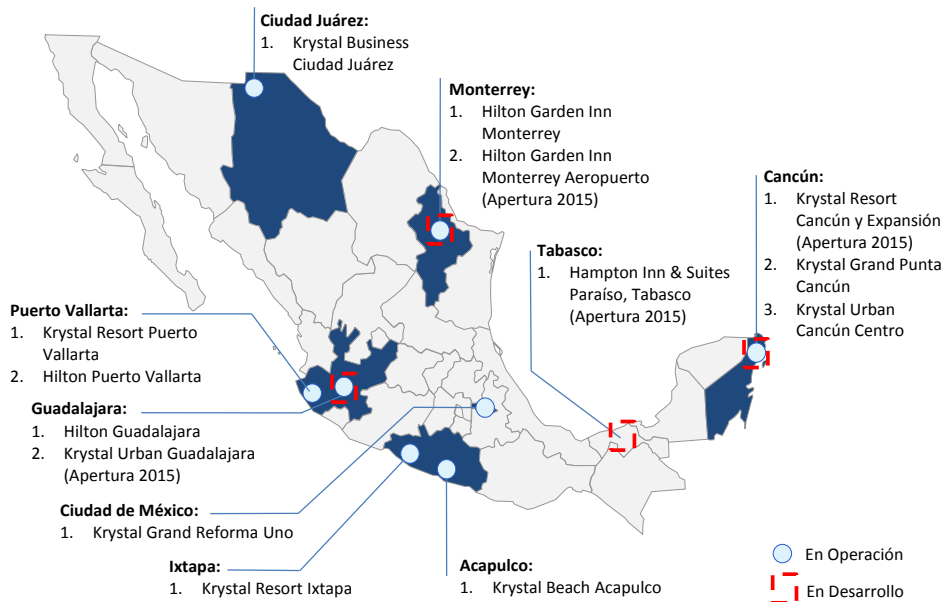 Ciudad Juárez:
1. Krystal Business
Ciudad Juárez
Monterrey:
1. Hilton Garden Inn
Monterrey
2. Hilton Garden Inn
Monterrey Aeropuerto
(Apertura 2015)
Cancún:
1. Krystal Resort
Cancún y Expansión
(Apertura 2015)
2. Krystal Grand Punta
Cancún
3. Krystal Urban
Cancún Centro
Tabasco:
1. Hampton Inn & Suites
Paraíso, Tabasco
(Apertura 2015)
Puerto Vallarta:
1. Krystal Resort Puerto
Vallarta
2. Hilton Puerto Vallarta
Guadalajara:
1. Hilton Guadalajara
2. Krystal Urban Guadalajara
(Apertura 2015)
Ciudad de México:
1. Krystal Grand Reforma Uno
Ixtapa:
1. Krystal Resort Ixtapa
Acapulco:
1. Krystal Beach Acapulco
En Operación
En Desarrollo